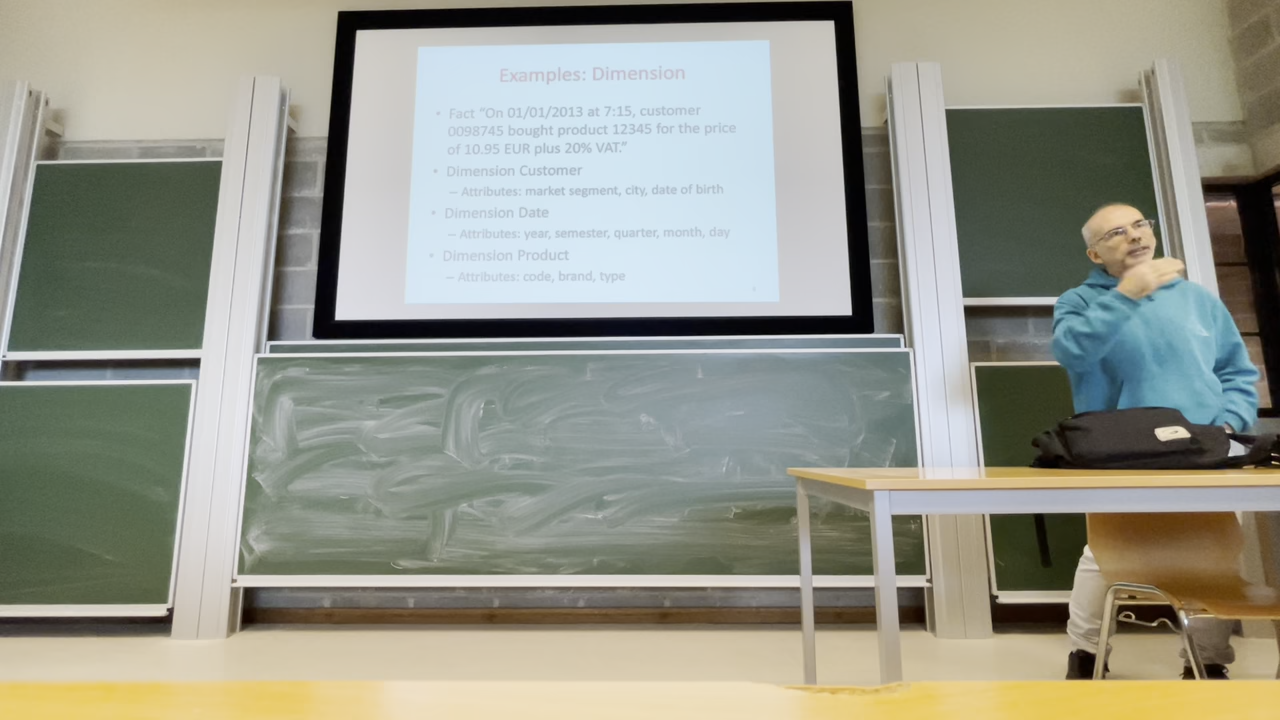 Examples: Dimension
• Fact “On 01/01/2013 at 7:15, customer
0098745 bought product 12345 for the price
of 10.95 EUR plus 20% VAT.”
• Dimension Customer
– Attributes: market segment, city, date of birth
• Dimension Date
– Attributes: year, semester, quarter, month, day
• Dimension Product
– Attributes: code, brand, type